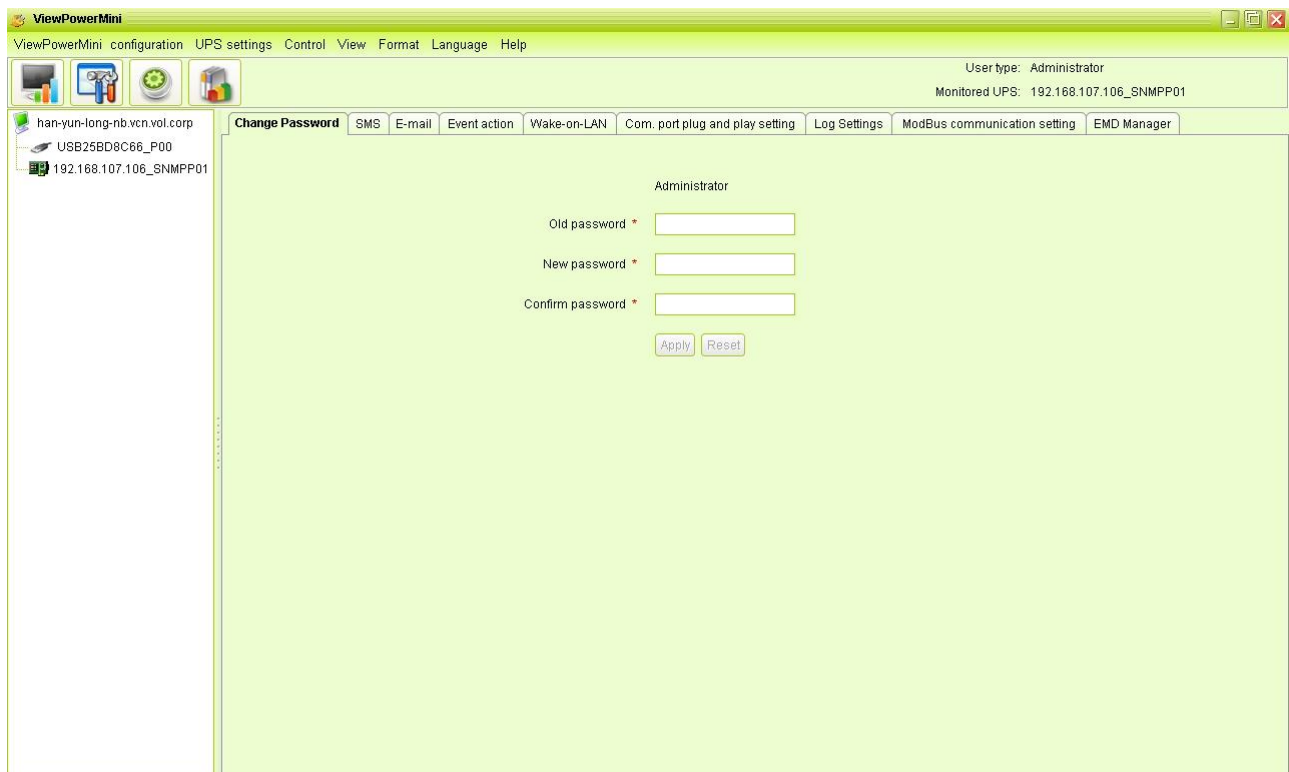 ViewPowerMini
ViewPowerMini configuration UPS settings Control View Format Language Help
User type: Administrator
Monitored UPS: 192.168.107.106_SNMPP01
han-yun-long-nb.vcn.vol.corp
USB25BD8C66_P00
192.168.107.106_SNMPP01
Change Password SMS E-mail Event action Wake-on-LAN Com. port plug and play setting Log Settings ModBus communication setting EMD Manager
Administrator
Old password *
New password *
Confirm password *
Apply Reset